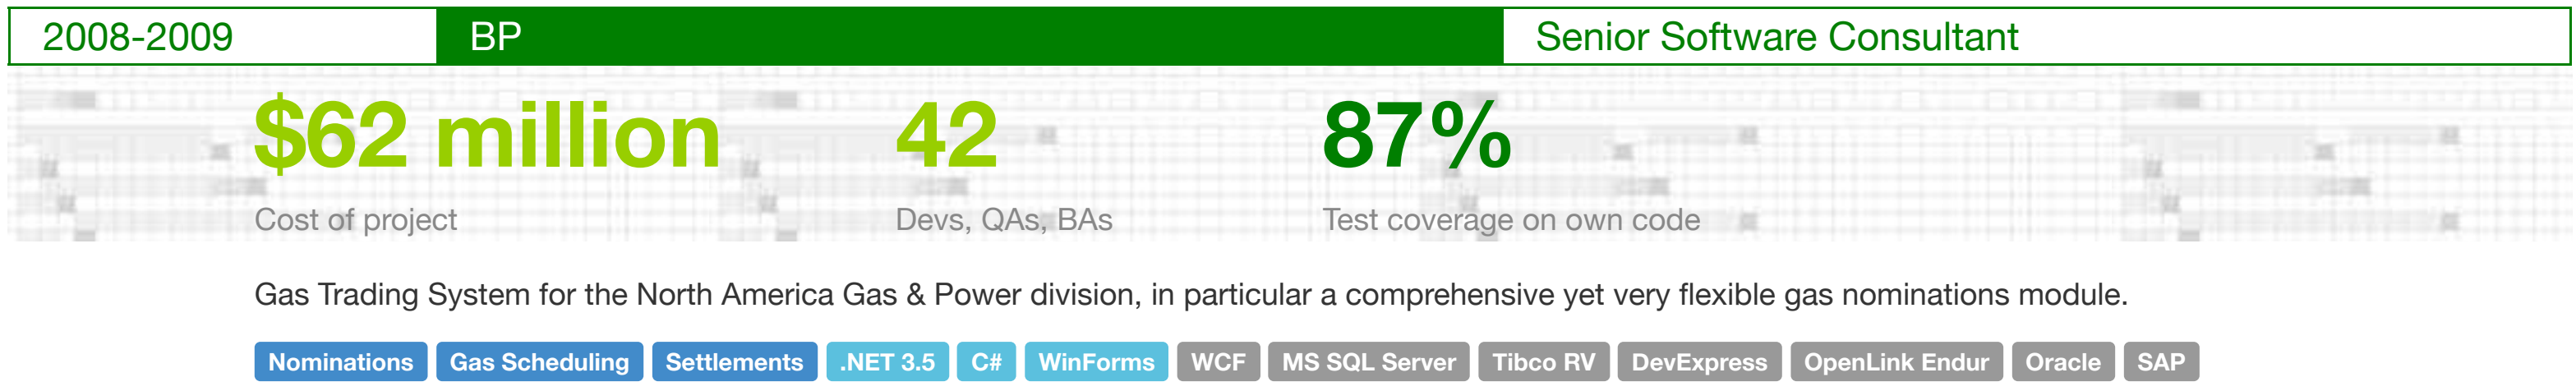 2008-2009 BP Senior Software Consultant
$62 million 42 87%
Cost of project Devs, QAs, BAs Test coverage on own code
Gas Trading System for the North America Gas & Power division, in particular a comprehensive yet very flexible gas nominations module.
Nominations Gas Scheduling Settlements .NET 3.5 C# WinForms WCF MS SQL Server Tibco RV DevExpress OpenLink Endur Oracle SAP